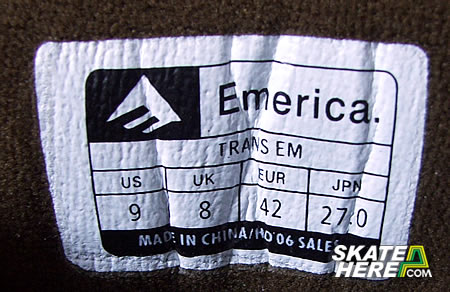 Emerica.
TRANS EM
US UK EUR JPN
9 8 42 27.0
MADE IN CHINA/HO'06 SALES
SKATE
HERE.COM